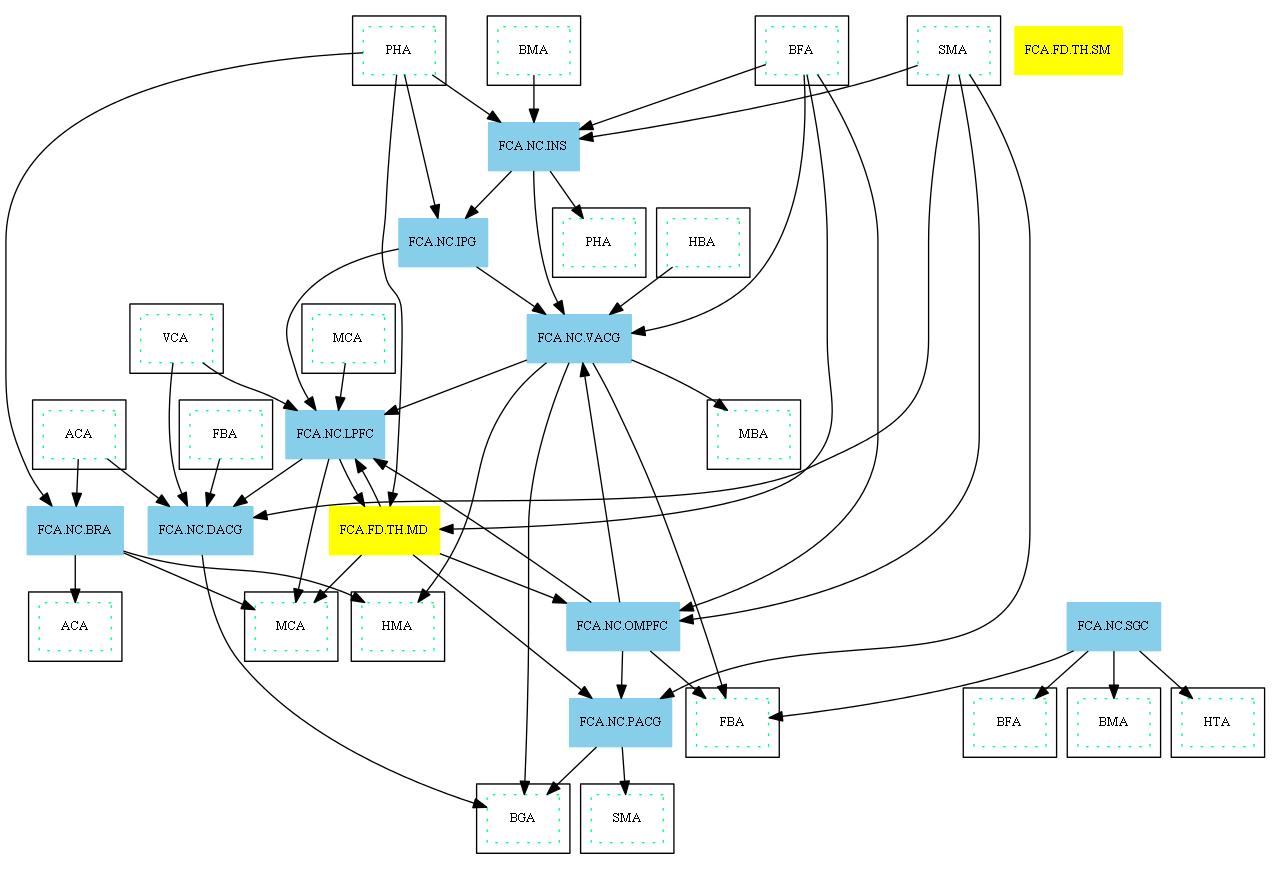 PHA
BMA
BFA
SMA
FCA.FD.TH.SM
FCA.NC.INS
FCA.NC.IPG
PHA
HBA
VCA
MCA
FCA.NC.VACG
ACA
FBA
FCA.NC.LPFC
MBA
FCA.NC.BRA
FCA.NC.DACG
FCA.FD.TH.MD
ACA
MCA
HMA
FCA.NC.OMPFC
FCA.NC.SGC
FCA.NC.PACG
FBA
BFA
BMA
HTA
BGA
SMA